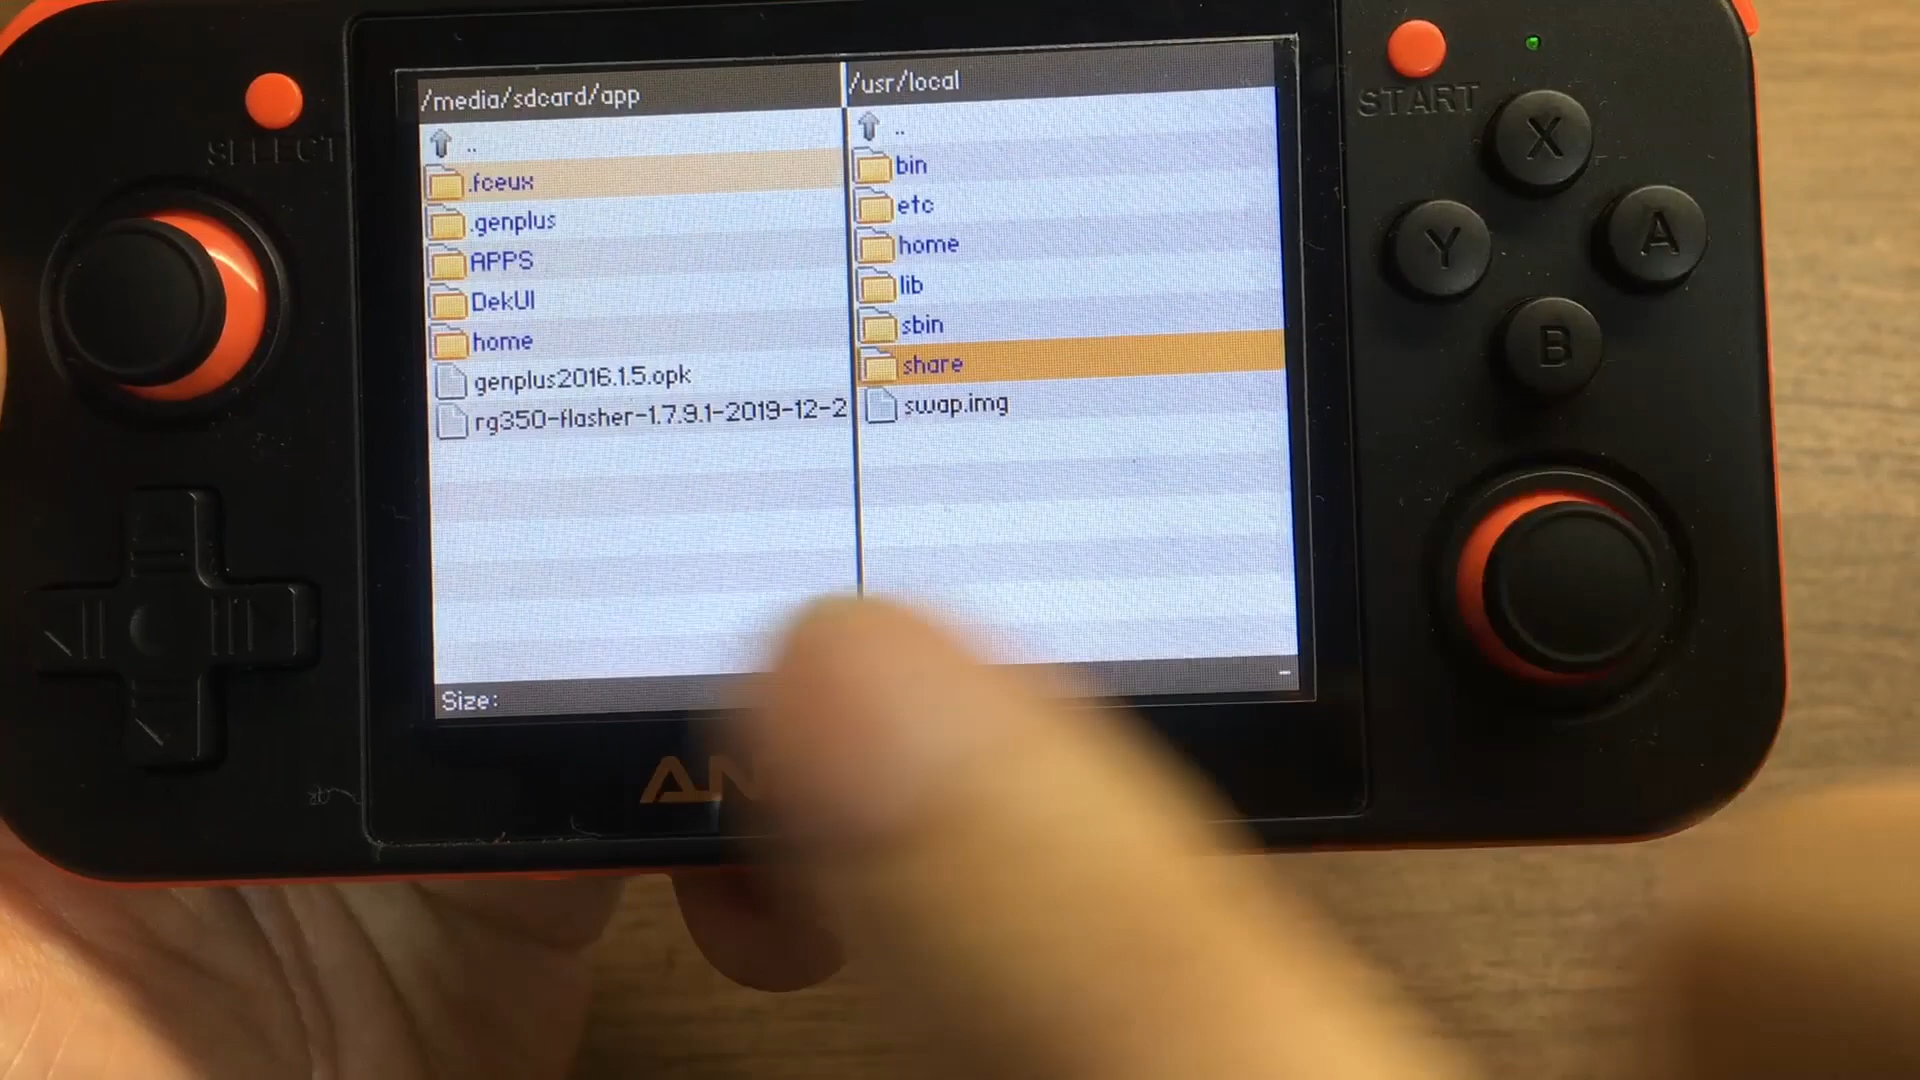 /media/sdcard/app
..
.fceux
.genplus
APPS
DekUI
home
genplus2016.1.5.opk
rg350-flasher-1.7.9.1-2019-12-2
Size:
/usr/local
..
bin
etc
home
lib
sbin
share
swap.img
-
SELECT
START
X
Y
A
B